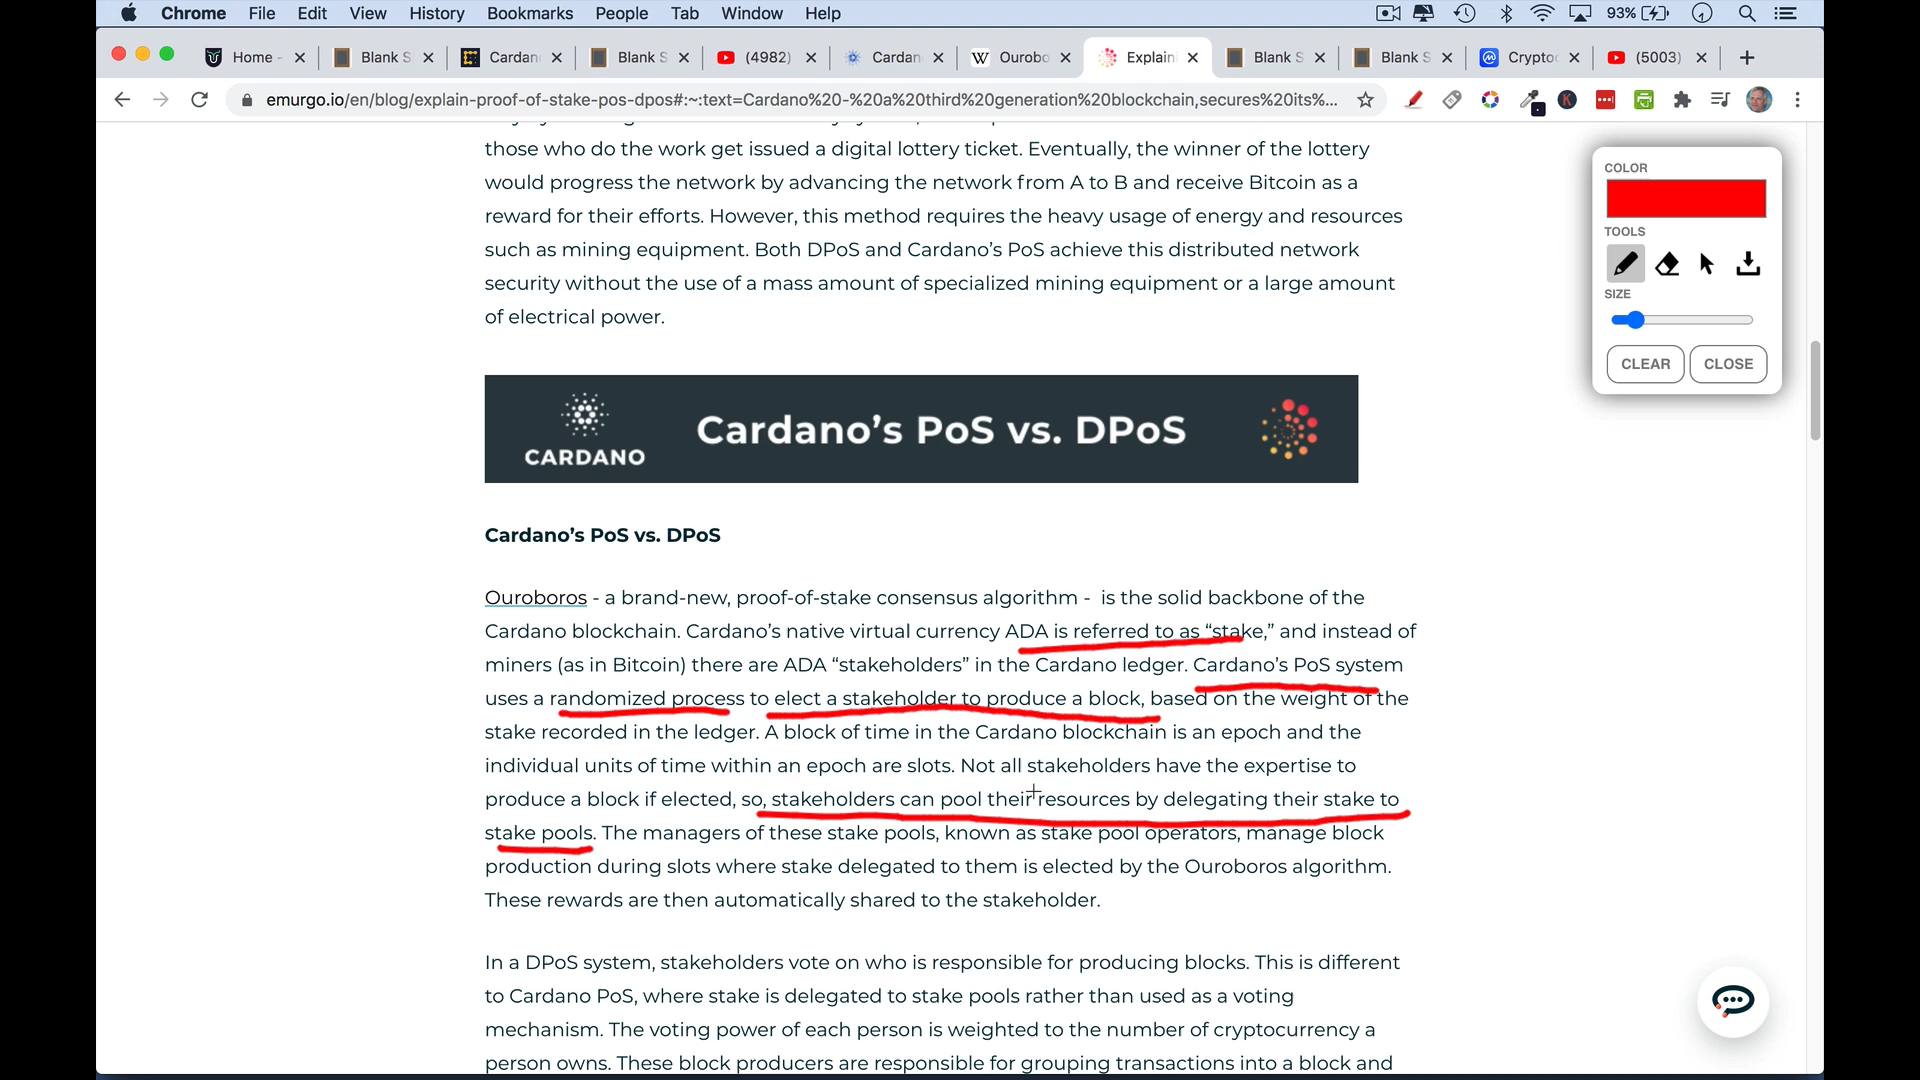 Chrome File Edit View History Bookmarks People Tab Window Help 93%
Home - Blank S Cardan Blank S (4982) Cardan Ourobo Explain Blank S Blank S Crypto (5003)
emurgo.io/en/blog/explain-proof-of-stake-pos-dpos#:~:text=Cardano%20-%20a%20third%20generation%20blockchain,secures%20its%...
those who do the work get issued a digital lottery ticket. Eventually, the winner of the lottery
would progress the network by advancing the network from A to B and receive Bitcoin as a
reward for their efforts. However, this method requires the heavy usage of energy and resources
such as mining equipment. Both DPoS and Cardano’s PoS achieve this distributed network
security without the use of a mass amount of specialized mining equipment or a large amount
of electrical power.
COLOR
TOOLS
SIZE
CLEAR CLOSE
CARDANO
Cardano’s PoS vs. DPoS
Cardano’s PoS vs. DPoS
Ouroboros - a brand-new, proof-of-stake consensus algorithm - is the solid backbone of the
Cardano blockchain. Cardano’s native virtual currency ADA is referred to as “stake,” and instead of
miners (as in Bitcoin) there are ADA “stakeholders” in the Cardano ledger. Cardano’s PoS system
uses a randomized process to elect a stakeholder to produce a block, based on the weight of the
stake recorded in the ledger. A block of time in the Cardano blockchain is an epoch and the
individual units of time within an epoch are slots. Not all stakeholders have the expertise to
produce a block if elected, so, stakeholders can pool their resources by delegating their stake to
stake pools. The managers of these stake pools, known as stake pool operators, manage block
production during slots where stake delegated to them is elected by the Ouroboros algorithm.
These rewards are then automatically shared to the stakeholder.
In a DPoS system, stakeholders vote on who is responsible for producing blocks. This is different
to Cardano PoS, where stake is delegated to stake pools rather than used as a voting
mechanism. The voting power of each person is weighted to the number of cryptocurrency a
person owns. These block producers are responsible for grouping transactions into a block and